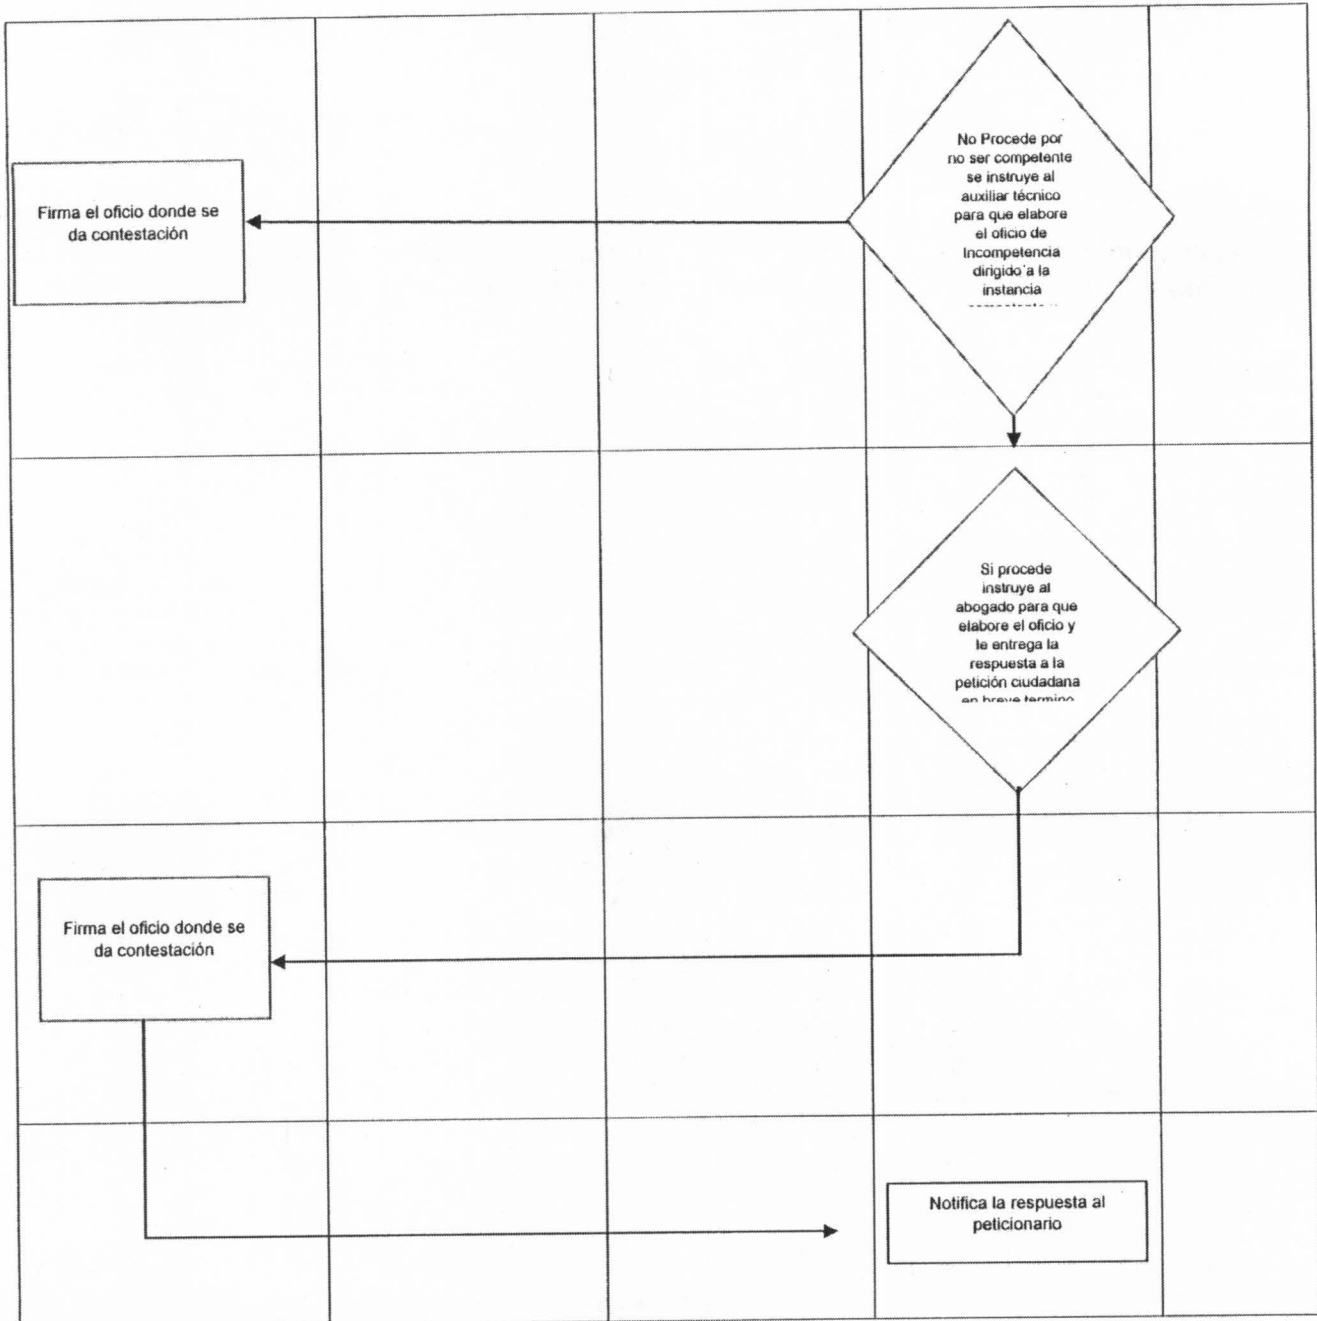 No Procede por
no ser competente
se instruye al
auxiliar técnico
para que elabore
el oficio de
Incompetencia
dirigido a la
instancia
Firma el oficio donde se
da contestación
Si procede
instruye al
abogado para que
elabore el oficio y
le entrega la
respuesta a la
petición ciudadana
en breve termino
Firma el oficio donde se
da contestación
Notifica la respuesta al
peticionario